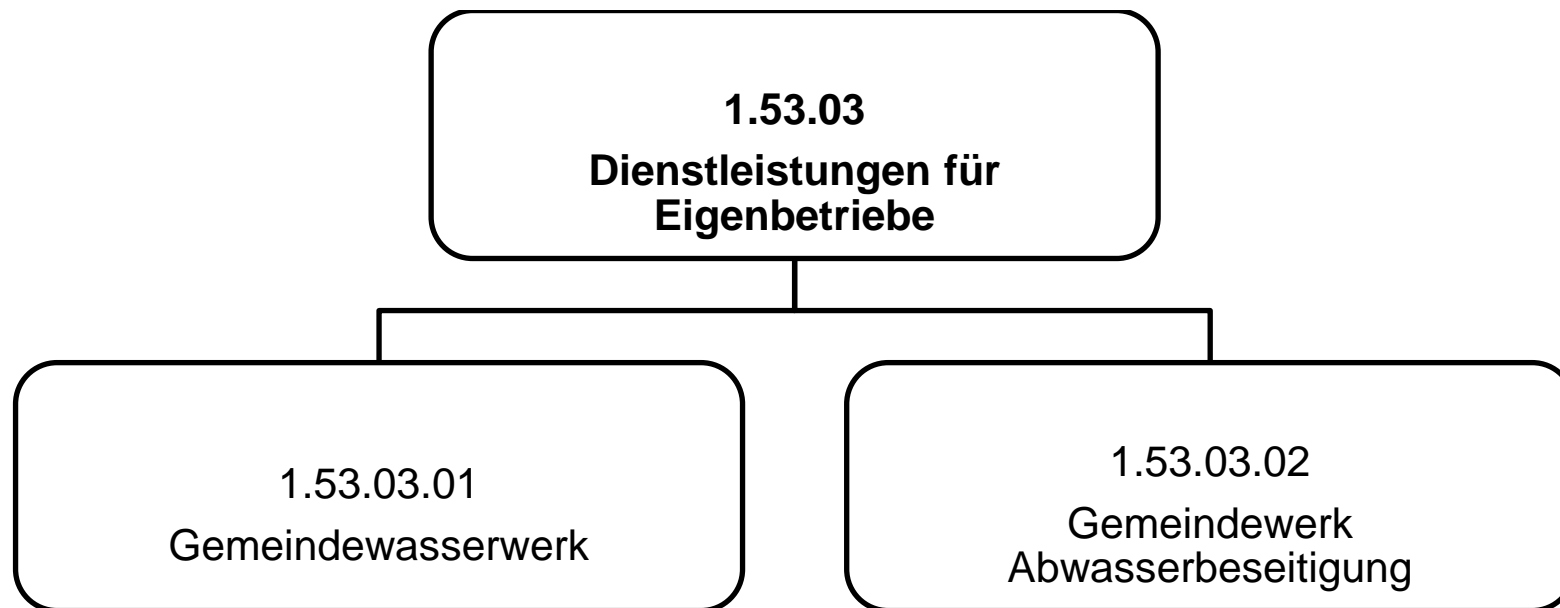 1.53.03
Dienstleistungen für
Eigenbetriebe
1.53.03.01
Gemeindewasserwerk
1.53.03.02
Gemeindewerk
Abwasserbeseitigung